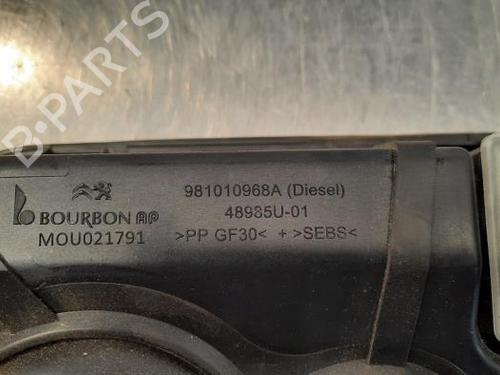 981010968A (Diesel)
BOURBON AP
48985U-01
MOU021791
>PP GF30< + >SEBS<
B-PARTS